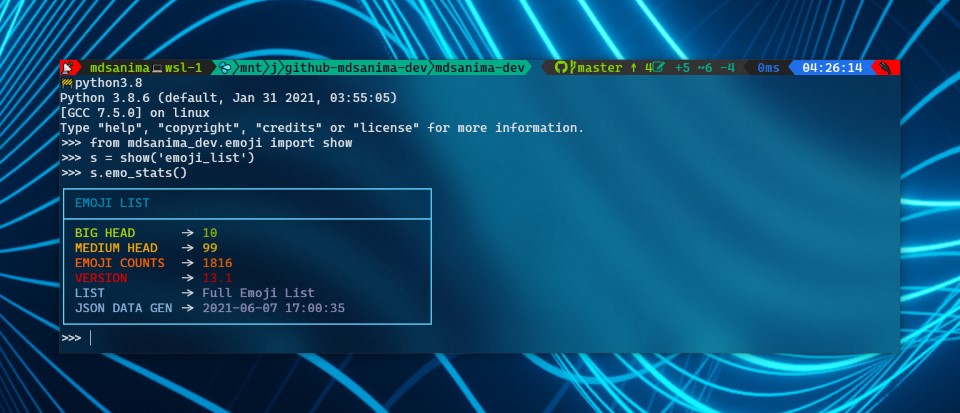 mdsanima💻wsl-1 mnt j github-mdsanima-dev mdsanima-dev master ↑ 4 +5 ~6 -4 0ms 04:26:14
python3.8
Python 3.8.6 (default, Jan 31 2021, 03:55:05)
[GCC 7.5.0] on linux
Type "help", "copyright", "credits" or "license" for more information.
>>> from mdsanima_dev.emoji import show
>>> s = show('emoji_list')
>>> s.emo_stats()
EMOJI LIST
BIG HEAD → 10
MEDIUM HEAD → 99
EMOJI COUNTS → 1816
VERSION → 13.1
LIST → Full Emoji List
JSON DATA GEN → 2021-06-07 17:00:35
>>>